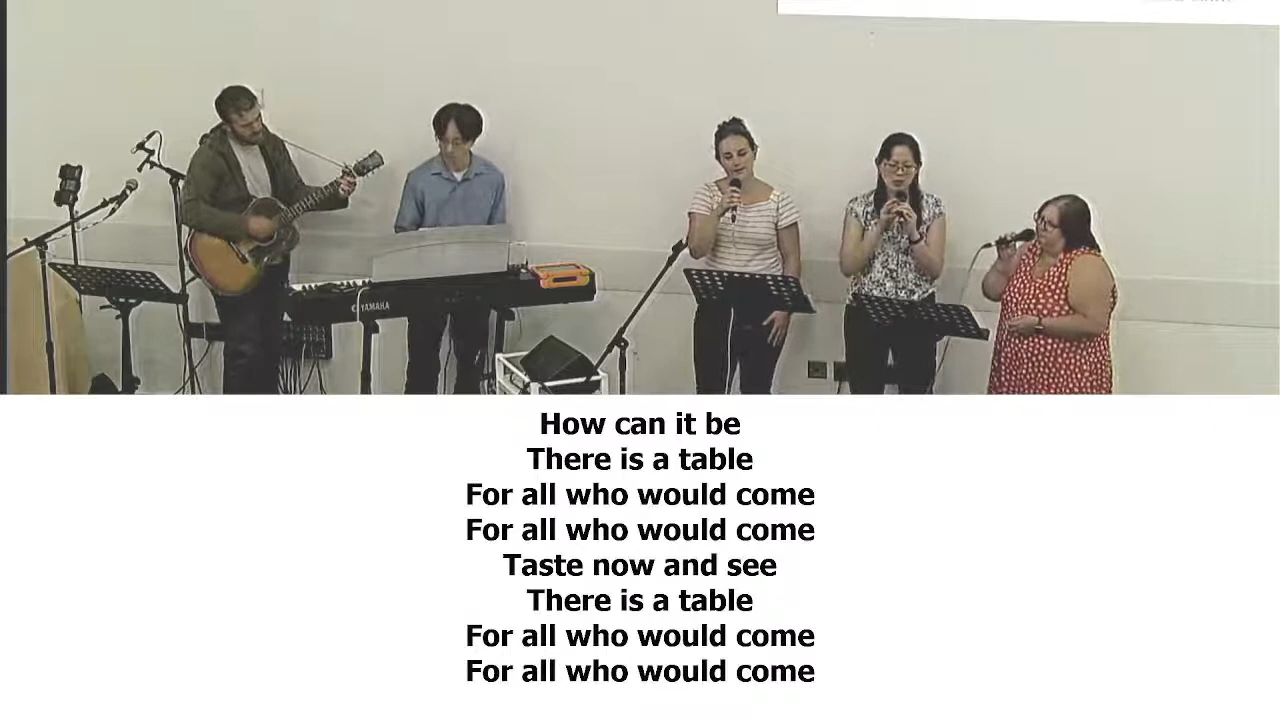 YAMAHA
How can it be
There is a table
For all who would come
For all who would come
Taste now and see
There is a table
For all who would come
For all who would come